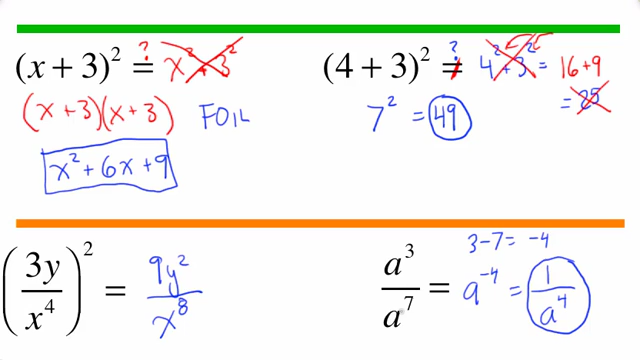 (x + 3)² ≟ x² + 3²
(x + 3)(x + 3) FOIL
x² + 6x + 9
(4 + 3)² ≟ 4² + 3² = 16 + 9
= 25
7² = 49
(3y/x⁴)² = 9y²/x⁸
3 - 7 = -4
a³/a⁷ = a⁻⁴ = 1/a⁴